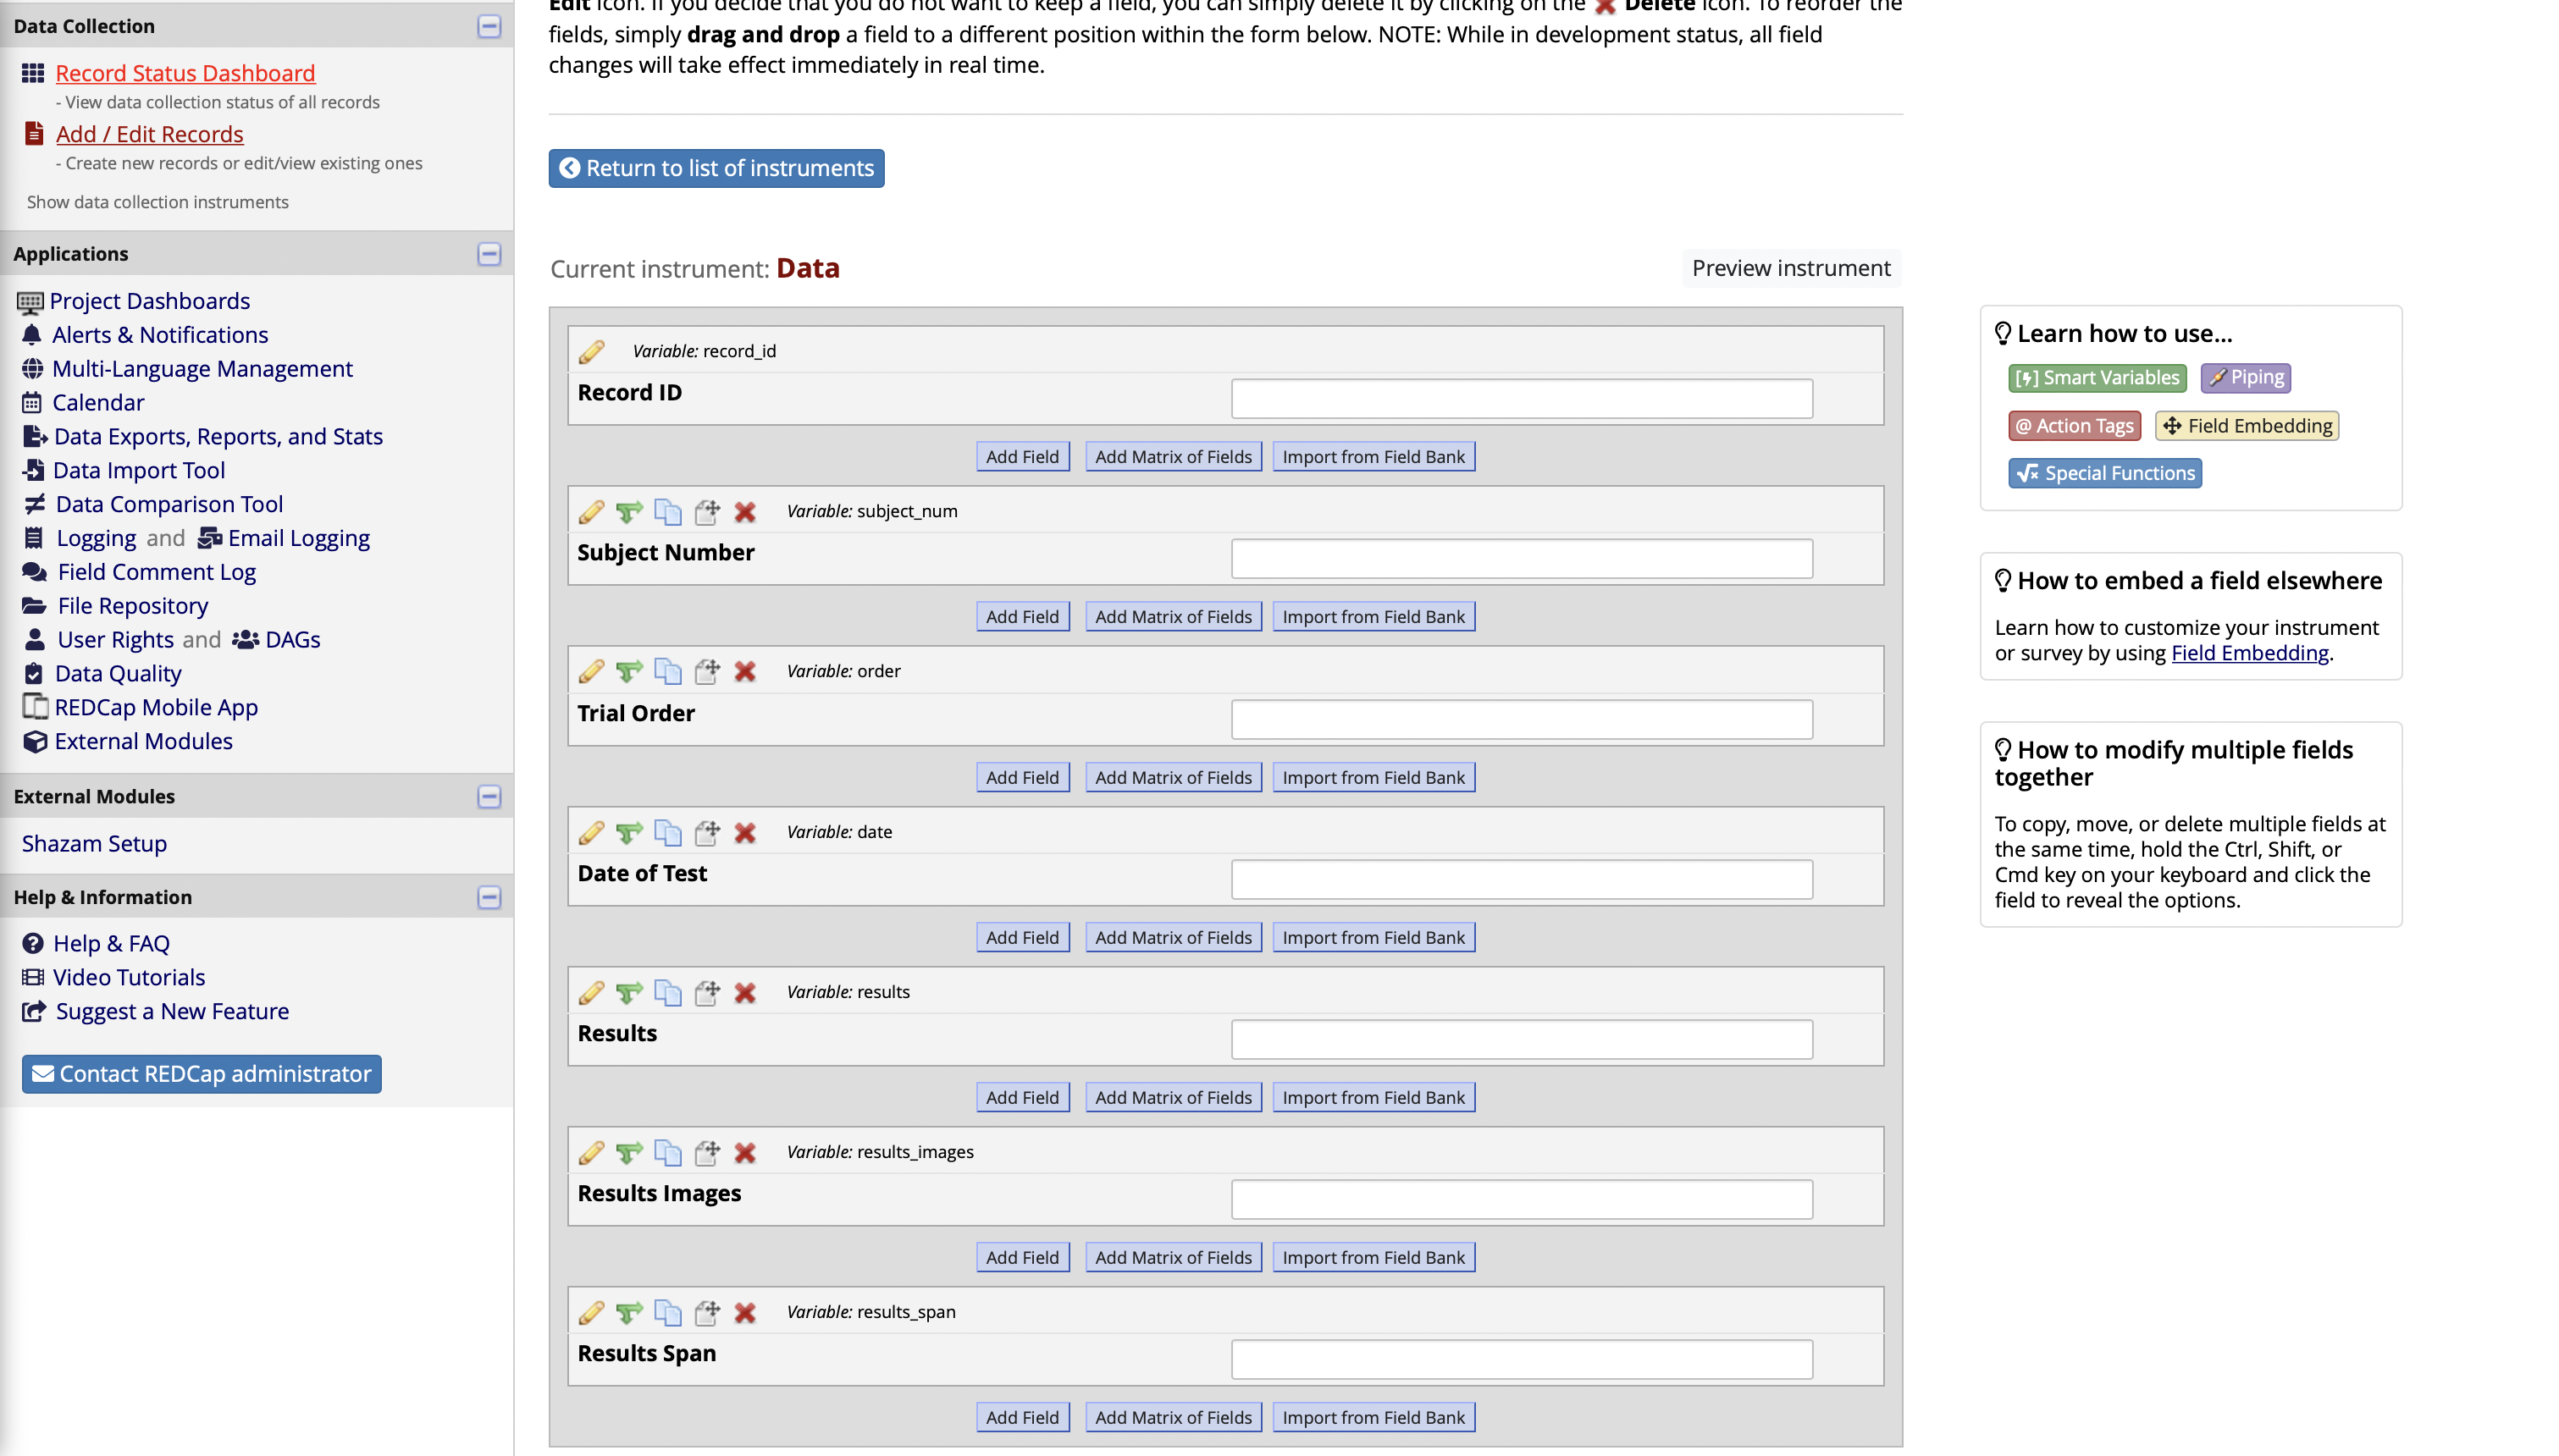 Data Collection
Record Status Dashboard
- View data collection status of all records
Add / Edit Records
- Create new records or edit/view existing ones
Show data collection instruments
Applications
Project Dashboards
Alerts & Notifications
Multi-Language Management
Calendar
Data Exports, Reports, and Stats
Data Import Tool
Data Comparison Tool
Logging and Email Logging
Field Comment Log
File Repository
User Rights and DAGs
Data Quality
REDCap Mobile App
External Modules
External Modules
Shazam Setup
Help & Information
Help & FAQ
Video Tutorials
Suggest a New Feature
Contact REDCap administrator
Edit icon. If you decide that you do not want to keep a field, you can simply delete it by clicking on the Delete icon. To reorder the
fields, simply drag and drop a field to a different position within the form below. NOTE: While in development status, all field
changes will take effect immediately in real time.
Return to list of instruments
Current instrument: Data
Preview instrument
Variable: record_id
Record ID
Add Field Add Matrix of Fields Import from Field Bank
Variable: subject_num
Subject Number
Add Field Add Matrix of Fields Import from Field Bank
Variable: order
Trial Order
Add Field Add Matrix of Fields Import from Field Bank
Variable: date
Date of Test
Add Field Add Matrix of Fields Import from Field Bank
Variable: results
Results
Add Field Add Matrix of Fields Import from Field Bank
Variable: results_images
Results Images
Add Field Add Matrix of Fields Import from Field Bank
Variable: results_span
Results Span
Add Field Add Matrix of Fields Import from Field Bank
Learn how to use...
Smart Variables Piping
@ Action Tags Field Embedding
Special Functions
How to embed a field elsewhere
Learn how to customize your instrument
or survey by using Field Embedding.
How to modify multiple fields
together
To copy, move, or delete multiple fields at
the same time, hold the Ctrl, Shift, or
Cmd key on your keyboard and click the
field to reveal the options.